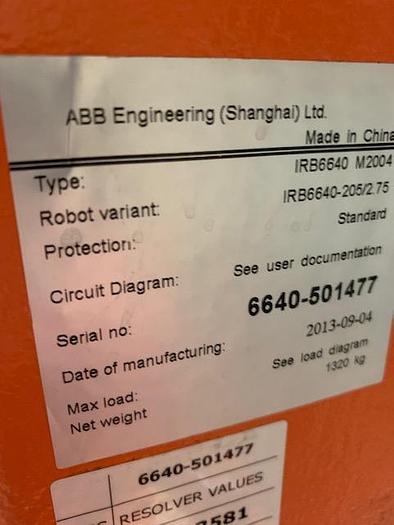 ABB Engineering (Shanghai) Ltd.
Made in China
Type: IRB6640 M2004
Robot variant: IRB6640-205/2.75
Protection: Standard
Circuit Diagram: See user documentation
Serial no: 6640-501477
Date of manufacturing: 2013-09-04
Max load: See load diagram
Net weight 1320 kg
6640-501477
RESOLVER VALUES